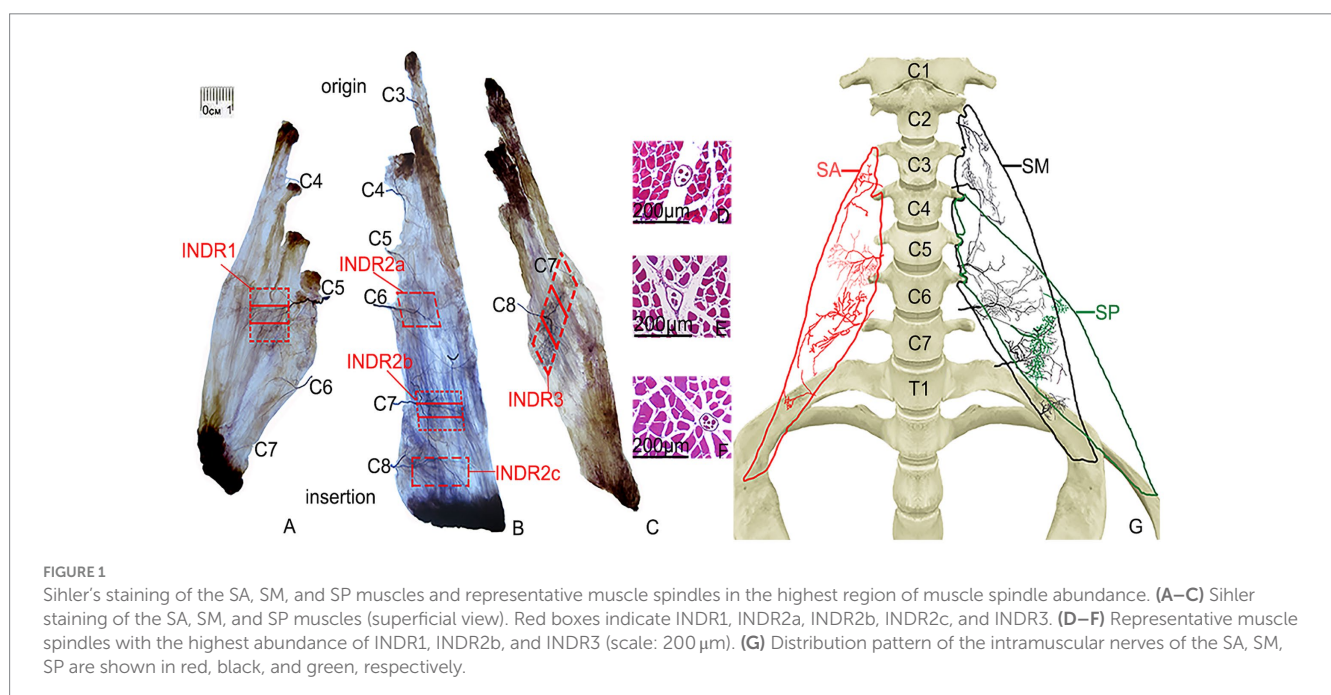 origin
C3
0CM 1
C4
C4
C5
INDR1
INDR2a
C5
C6
C6
INDR2b
C7
C7
C8
INDR3
C7
C8
INDR2c
insertion
A
B
C
200μm
D
200μm
E
200μm
F
C1
C2
SA
C3
SM
C4
C5
C6
SP
C7
T1
G
FIGURE 1
Sihler's staining of the SA, SM, and SP muscles and representative muscle spindles in the highest region of muscle spindle abundance. (A–C) Sihler
staining of the SA, SM, and SP muscles (superficial view). Red boxes indicate INDR1, INDR2a, INDR2b, INDR2c, and INDR3. (D–F) Representative muscle
spindles with the highest abundance of INDR1, INDR2b, and INDR3 (scale: 200 μm). (G) Distribution pattern of the intramuscular nerves of the SA, SM,
SP are shown in red, black, and green, respectively.